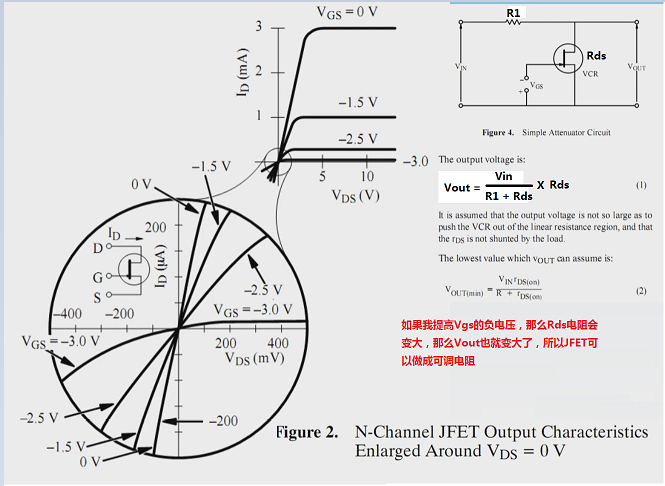 VGS = 0 V
3
2
1
ID (mA)
−1.5 V
−2.5 V
−3.0
5
10
VDS (V)
−1.5 V
0 V
200
ID
D
G
S
ID (μA)
−2.5 V
VGS = −3.0 V
−400
−200
200
400
VDS (mV)
VGS = −3.0 V
−2.5 V
−1.5 V
0 V
−200
Figure 2. N-Channel JFET Output Characteristics
Enlarged Around VDS = 0 V
R1
VIN
Rds
VCR
VGS
VOUT
Figure 4. Simple Attenuator Circuit
The output voltage is:
Vout = Vin / R1 + Rds X Rds (1)
It is assumed that the output voltage is not so large as to
push the VCR out of the linear resistance region, and that
the rDS is not shunted by the load.
The lowest value which vOUT can assume is:
VOUT(min) = VIN rDS(on) / R + rDS(on) (2)
如果我提高Vgs的负电压，那么Rds电阻会
变大，那么Vout也就变大了，所以JFET可
以做成可调电阻